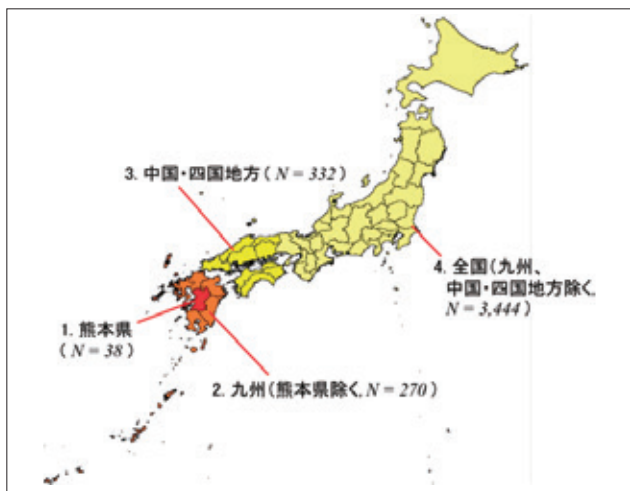 3. 中国・四国地方( N = 332)
4. 全国(九州、
中国・四国地方除く,
N = 3,444)
1. 熊本県
( N = 38)
2. 九州(熊本県除く, N = 270)